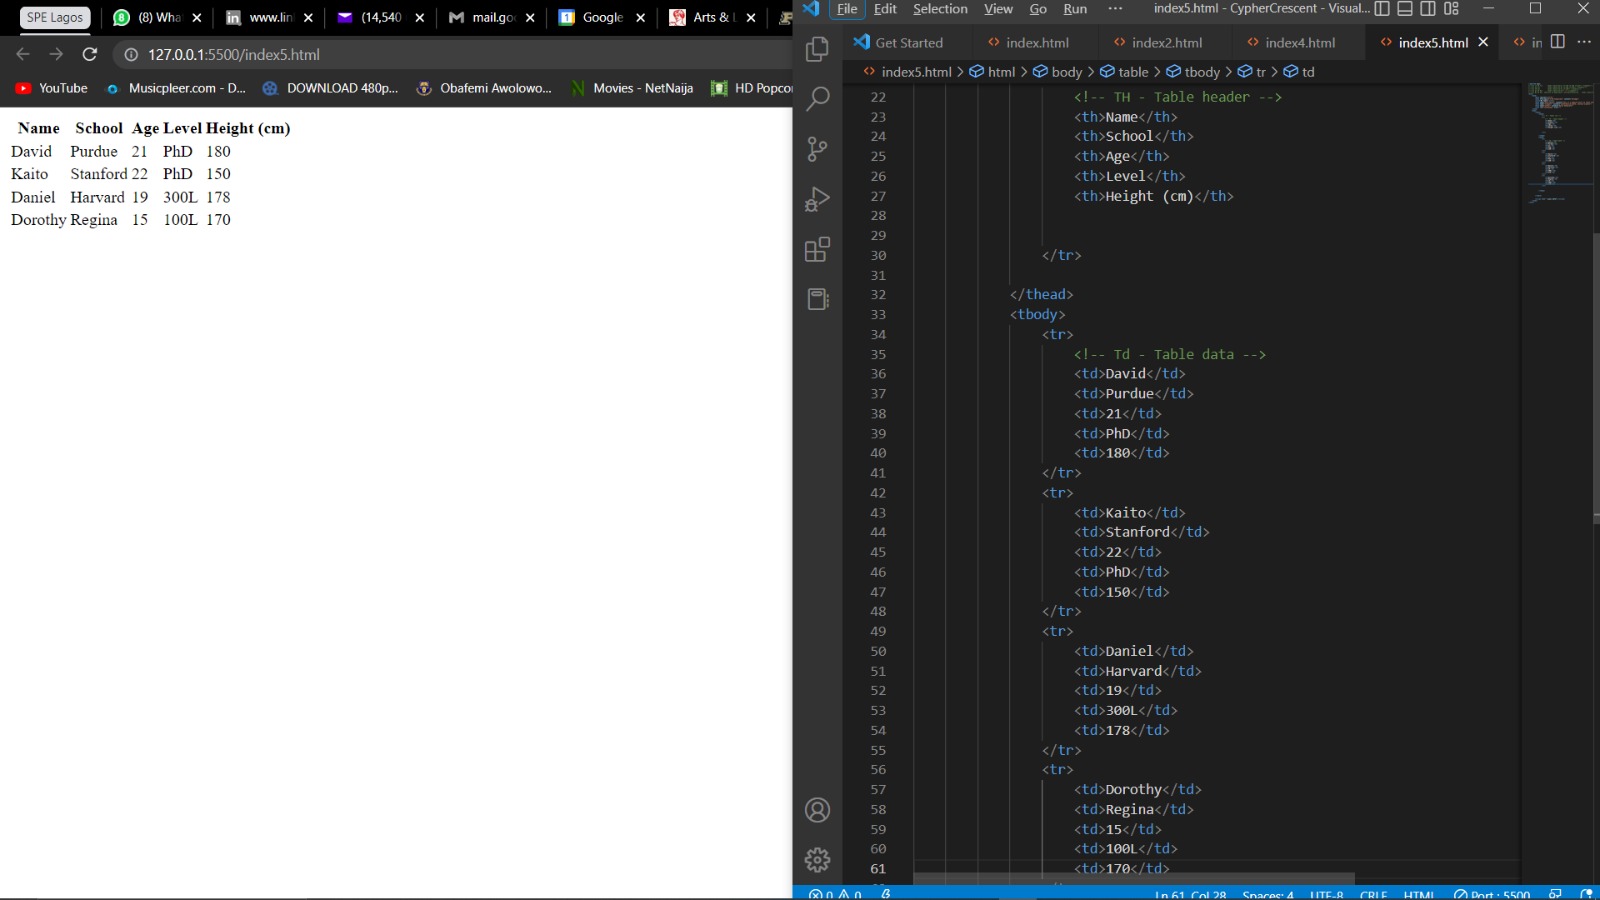 SPE Lagos
(8) Wha
www.lin
(14,540
mail.goo
Google
Arts & L
127.0.0.1:5500/index5.html
YouTube
Musicpleer.com - D...
DOWNLOAD 480p...
Obafemi Awolowo...
Movies - NetNaija
HD Popco
Name School Age Level Height (cm)
David Purdue 21 PhD 180
Kaito Stanford 22 PhD 150
Daniel Harvard 19 300L 178
Dorothy Regina 15 100L 170
File Edit Selection View Go Run ··· index5.html - CypherCrescent - Visual...
Get Started index.html index2.html index4.html index5.html in
index5.html > html > body > table > tbody > tr > td
22 <!-- TH - Table header -->
23 <th>Name</th>
24 <th>School</th>
25 <th>Age</th>
26 <th>Level</th>
27 <th>Height (cm)</th>
28
29
30 </tr>
31
32 </thead>
33 <tbody>
34 <tr>
35 <!-- Td - Table data -->
36 <td>David</td>
37 <td>Purdue</td>
38 <td>21</td>
39 <td>PhD</td>
40 <td>180</td>
41 </tr>
42 <tr>
43 <td>Kaito</td>
44 <td>Stanford</td>
45 <td>22</td>
46 <td>PhD</td>
47 <td>150</td>
48 </tr>
49 <tr>
50 <td>Daniel</td>
51 <td>Harvard</td>
52 <td>19</td>
53 <td>300L</td>
54 <td>178</td>
55 </tr>
56 <tr>
57 <td>Dorothy</td>
58 <td>Regina</td>
59 <td>15</td>
60 <td>100L</td>
61 <td>170</td>
0 0 Ln 61, Col 28 Spaces: 4 UTF-8 CRLF HTML Port : 5500